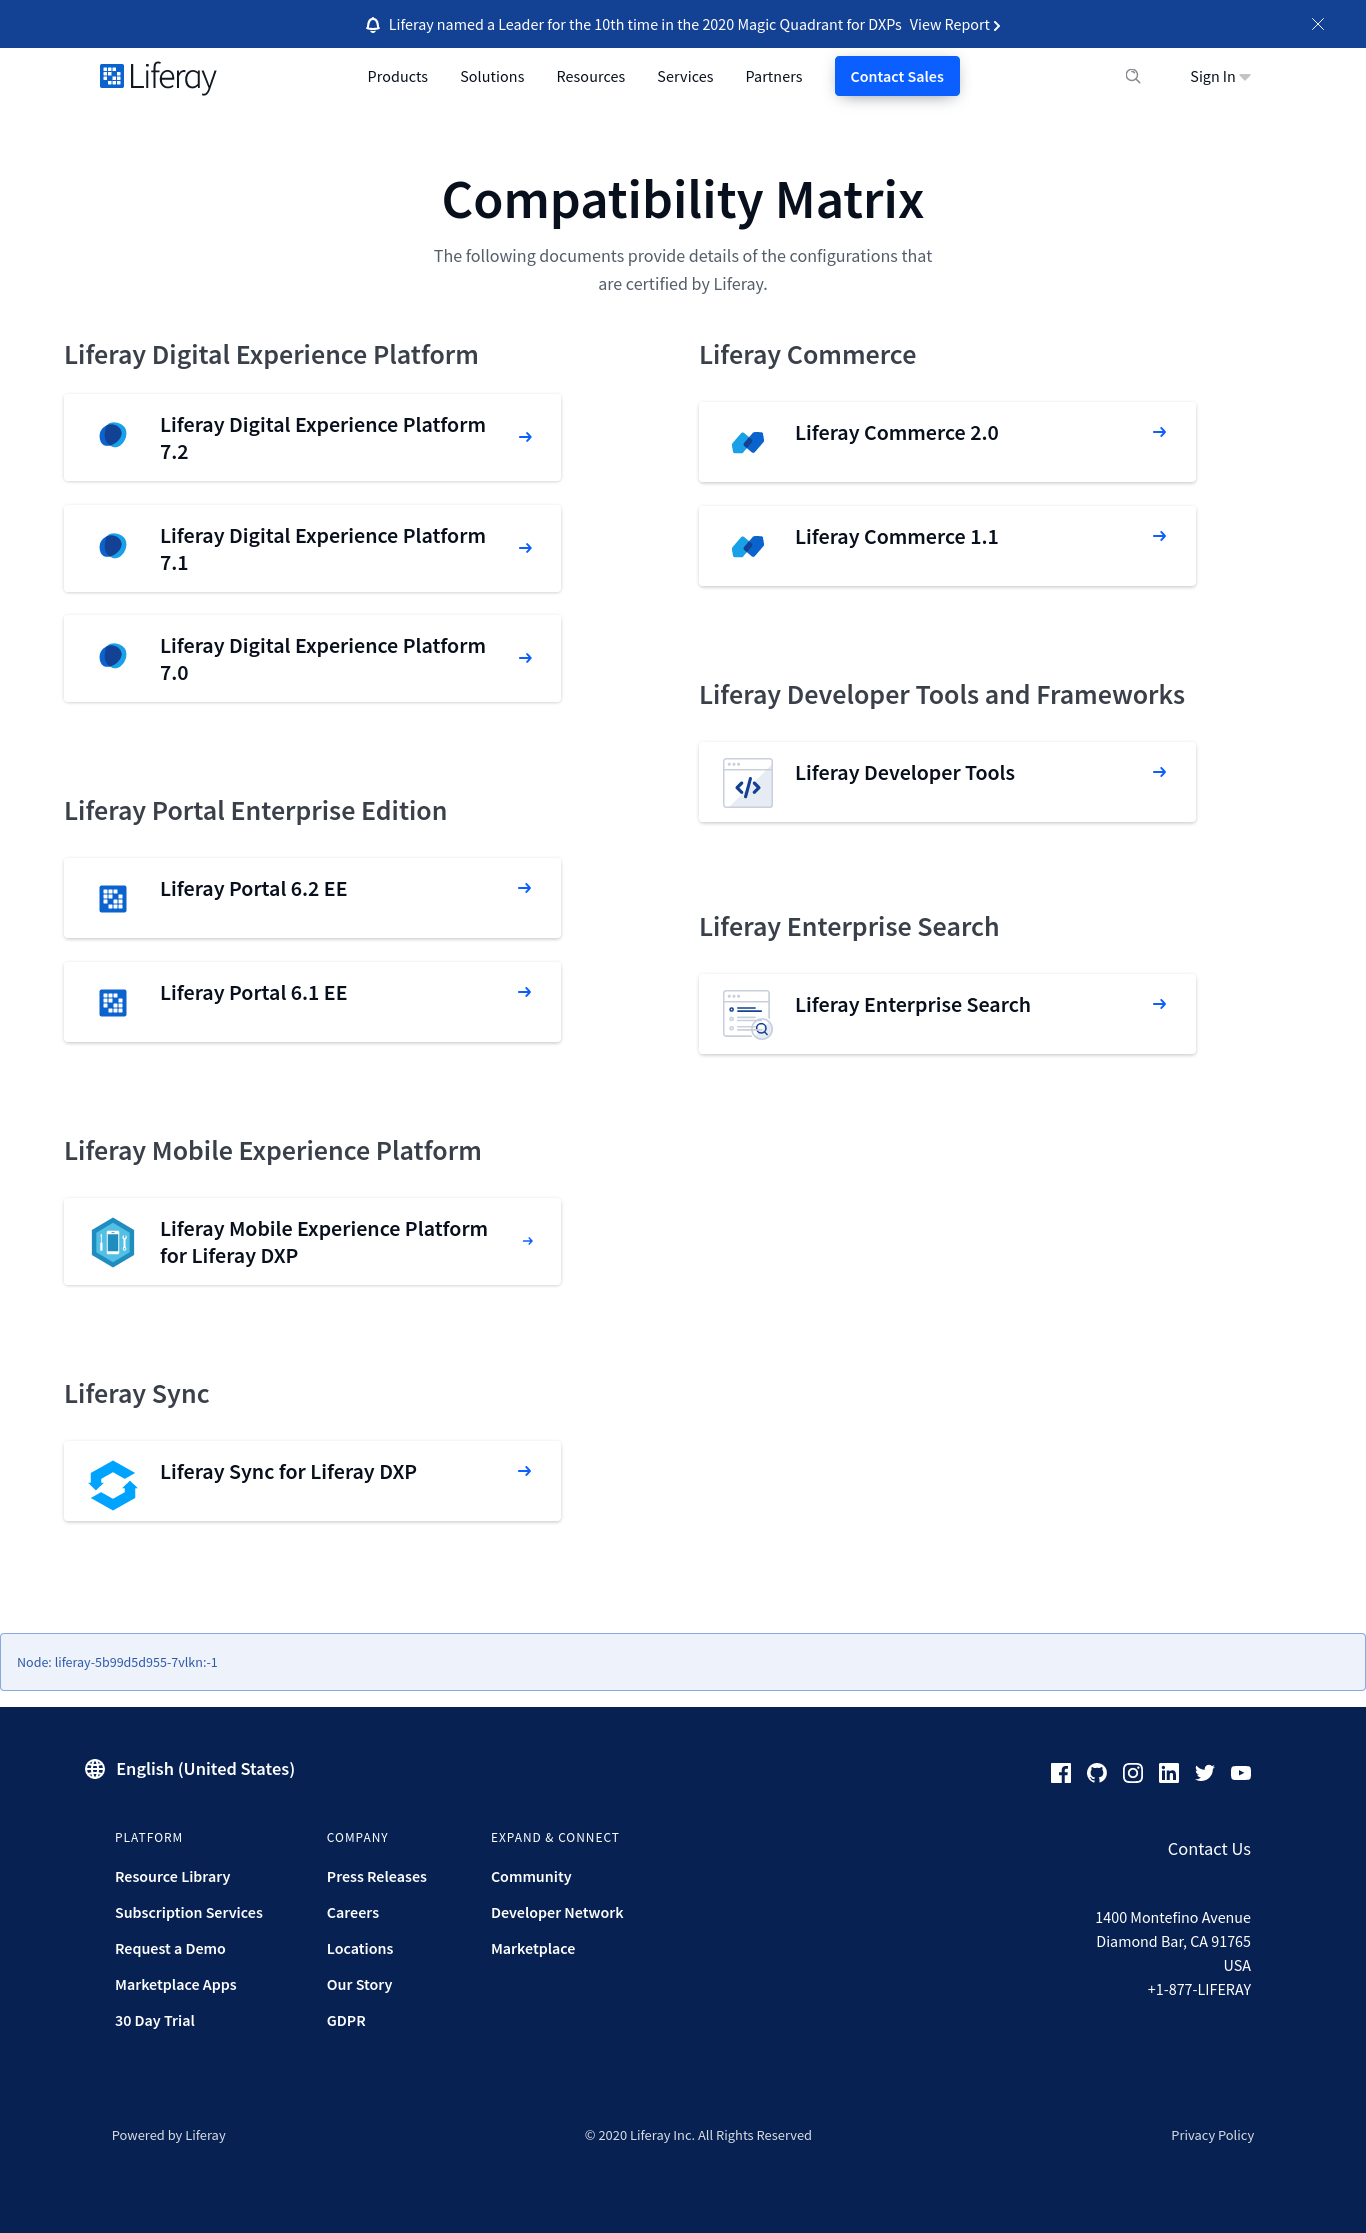 Liferay named a Leader for the 10th time in the 2020 Magic Quadrant for DXPs View Report
Liferay
Products Solutions Resources Services Partners Contact Sales Sign In
Compatibility Matrix
The following documents provide details of the configurations that
are certified by Liferay.
Liferay Digital Experience Platform
Liferay Digital Experience Platform
7.2
Liferay Digital Experience Platform
7.1
Liferay Digital Experience Platform
7.0
Liferay Portal Enterprise Edition
Liferay Portal 6.2 EE
Liferay Portal 6.1 EE
Liferay Mobile Experience Platform
Liferay Mobile Experience Platform
for Liferay DXP
Liferay Sync
Liferay Sync for Liferay DXP
Liferay Commerce
Liferay Commerce 2.0
Liferay Commerce 1.1
Liferay Developer Tools and Frameworks
Liferay Developer Tools
Liferay Enterprise Search
Liferay Enterprise Search
Node: liferay-5b99d5d955-7vlkn:-1
English (United States)
PLATFORM
Resource Library
Subscription Services
Request a Demo
Marketplace Apps
30 Day Trial
COMPANY
Press Releases
Careers
Locations
Our Story
GDPR
EXPAND & CONNECT
Community
Developer Network
Marketplace
Contact Us
1400 Montefino Avenue
Diamond Bar, CA 91765
USA
+1-877-LIFERAY
Powered by Liferay
© 2020 Liferay Inc. All Rights Reserved
Privacy Policy